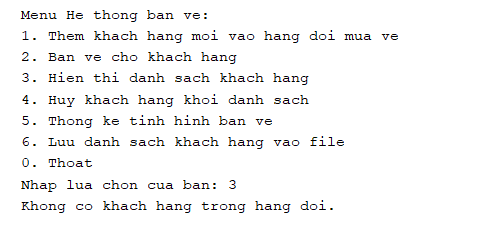 Menu He thong ban ve:
1. Them khach hang moi vao hang doi mua ve
2. Ban ve cho khach hang
3. Hien thi danh sach khach hang
4. Huy khach hang khoi danh sach
5. Thong ke tinh hinh ban ve
6. Luu danh sach khach hang vao file
0. Thoat
Nhap lua chon cua ban: 3
Khong co khach hang trong hang doi.